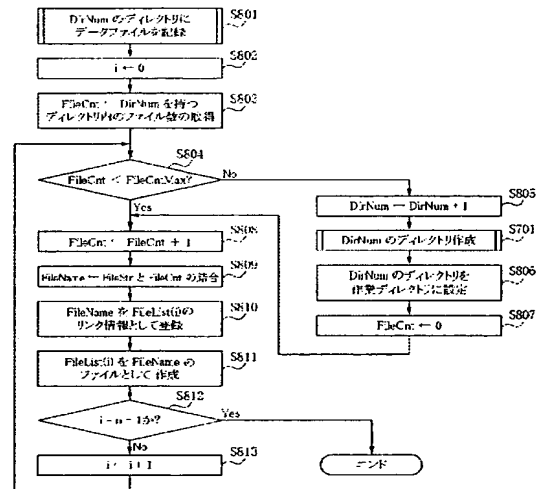 DirNum のディレクトリに
データファイルを記録
S801
i ← 0
S802
FileCnt ← DirNum を持つ
ディレクトリ内のファイル数の取得
S803
S804
FileCnt < FileCntMax?
No
Yes
DirNum ← DirNum + 1
S805
DirNum のディレクトリ作成
S701
DirNum のディレクトリを
作業ディレクトリに設定
S806
FileCnt ← 0
S807
FileCnt ← FileCnt + 1
S808
FileName ← FileStr と FileCnt の結合
S809
FileName を FileList(i)の
リンク情報として登録
S810
FileList(i) を FileName の
ファイルとして 作成
S811
S812
i = n - 1か?
Yes
No
i ← i + 1
S813
エンド